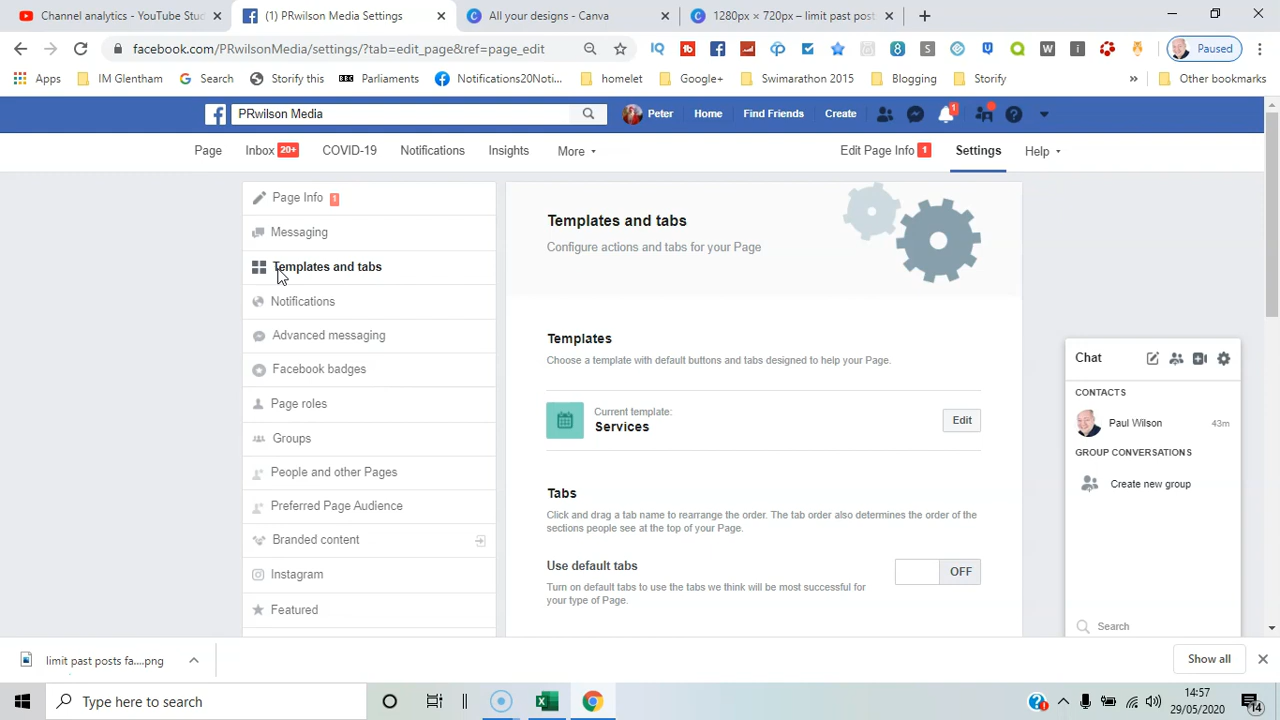 Channel analytics - YouTube Stu
(1) PRwilson Media Settings
All your designs - Canva
1280px × 720px – limit past post
facebook.com/PRwilsonMedia/settings/?tab=edit_page&ref=page_edit
Paused
Apps
IM Glentham
Search
Storify this
Parliaments
Notifications20Noti...
homelet
Google+
Swimarathon 2015
Blogging
Storify
Other bookmarks
PRwilson Media
Peter
Home
Find Friends
Create
1
Page
Inbox 20+
COVID-19
Notifications
Insights
More
Edit Page Info 1
Settings
Help
Page Info 1
Messaging
Templates and tabs
Notifications
Advanced messaging
Facebook badges
Page roles
Groups
People and other Pages
Preferred Page Audience
Branded content
Instagram
Featured
Templates and tabs
Configure actions and tabs for your Page
Templates
Choose a template with default buttons and tabs designed to help your Page.
Current template:
Services
Edit
Tabs
Click and drag a tab name to rearrange the order. The tab order also determines the order of the
sections people see at the top of your Page.
Use default tabs
OFF
Turn on default tabs to use the tabs we think will be most successful for
your type of Page.
Chat
CONTACTS
Paul Wilson
43m
GROUP CONVERSATIONS
Create new group
Search
limit past posts fa....png
Show all
Type here to search
14:57
29/05/2020
14